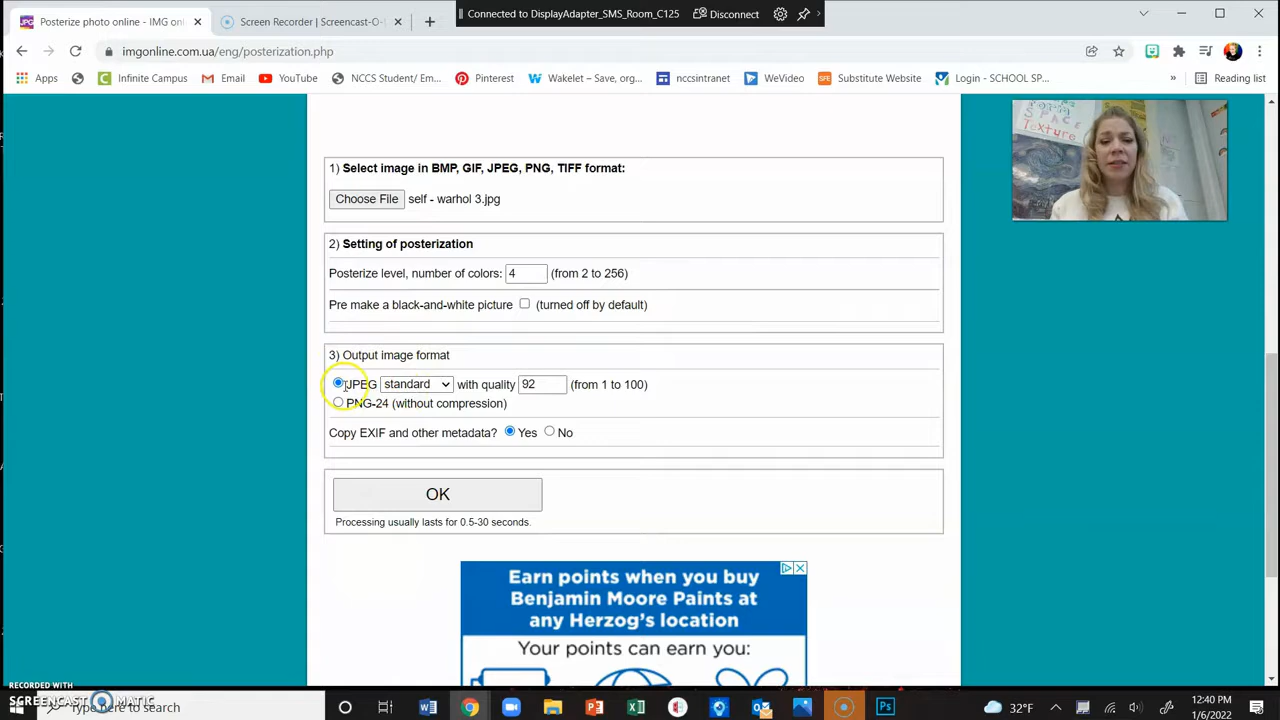 Posterize photo online - IMG onl
Screen Recorder | Screencast-O-
Connected to DisplayAdapter_SMS_Room_C125
Disconnect
imgonline.com.ua/eng/posterization.php
Apps
Infinite Campus
Email
YouTube
NCCS Student/ Em...
Pinterest
Wakelet – Save, org...
nccsintranet
WeVideo
Substitute Website
Login - SCHOOL SP...
»
Reading list
SPACE
Texture
1) Select image in BMP, GIF, JPEG, PNG, TIFF format:
Choose File self - warhol 3.jpg
2) Setting of posterization
Posterize level, number of colors: 4 (from 2 to 256)
Pre make a black-and-white picture (turned off by default)
3) Output image format
JPEG standard with quality 92 (from 1 to 100)
PNG-24 (without compression)
Copy EXIF and other metadata? Yes No
OK
Processing usually lasts for 0.5-30 seconds.
Earn points when you buy
Benjamin Moore Paints at
any Herzog's location
Your points can earn you:
RECORDED WITH
SCREENCAST MATIC
Type here to search
32°F
12:40 PM
1/6/2022